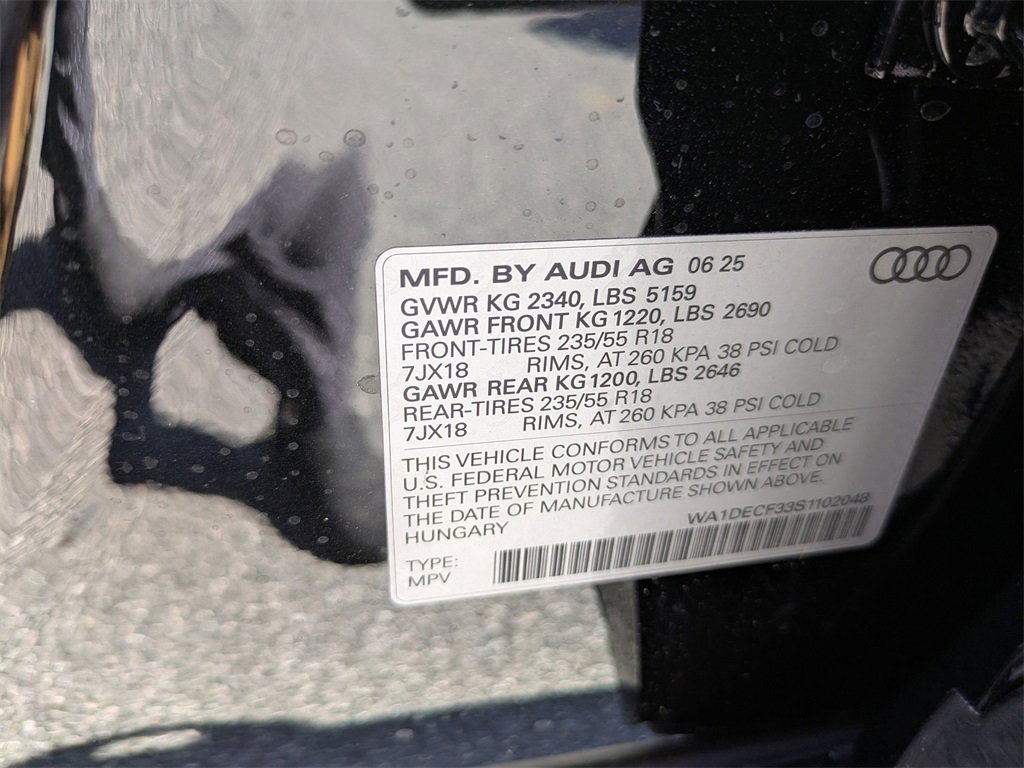 MFD. BY AUDI AG 06 25
GVWR KG 2340, LBS 5159
GAWR FRONT KG 1220, LBS 2690
FRONT-TIRES 235/55 R18
7JX18 RIMS, AT 260 KPA 38 PSI COLD
GAWR REAR KG 1200, LBS 2646
REAR-TIRES 235/55 R18
7JX18 RIMS, AT 260 KPA 38 PSI COLD
THIS VEHICLE CONFORMS TO ALL APPLICABLE
U.S. FEDERAL MOTOR VEHICLE SAFETY AND
THEFT PREVENTION STANDARDS IN EFFECT ON
THE DATE OF MANUFACTURE SHOWN ABOVE.
HUNGARY WA1DECF33S1102048
TYPE:
MPV